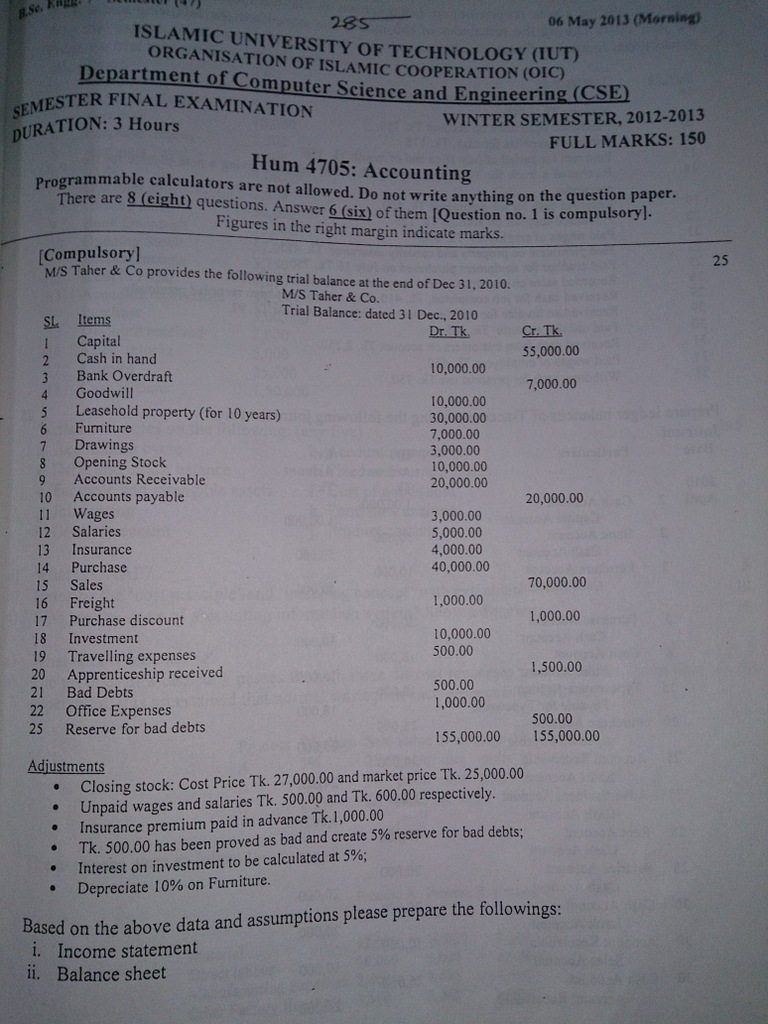 B.Sc. Engg. Semester (47)
285
06 May 2013 (Morning)
ISLAMIC UNIVERSITY OF TECHNOLOGY (IUT)
ORGANISATION OF ISLAMIC COOPERATION (OIC)
Department of Computer Science and Engineering (CSE)
SEMESTER FINAL EXAMINATION WINTER SEMESTER, 2012-2013
DURATION: 3 Hours FULL MARKS: 150
Hum 4705: Accounting
Programmable calculators are not allowed. Do not write anything on the question paper.
There are 8 (eight) questions. Answer 6 (six) of them [Question no. 1 is compulsory].
Figures in the right margin indicate marks.
[Compulsory] 25
M/S Taher & Co provides the following trial balance at the end of Dec 31, 2010.
M/S Taher & Co.
Trial Balance: dated 31 Dec., 2010
SL Items Dr. Tk. Cr. Tk.
1 Capital 55,000.00
2 Cash in hand 10,000.00
3 Bank Overdraft 7,000.00
4 Goodwill 10,000.00
5 Leasehold property (for 10 years) 30,000.00
6 Furniture 7,000.00
7 Drawings 3,000.00
8 Opening Stock 10,000.00
9 Accounts Receivable 20,000.00
10 Accounts payable 20,000.00
11 Wages 3,000.00
12 Salaries 5,000.00
13 Insurance 4,000.00
14 Purchase 40,000.00
15 Sales 70,000.00
16 Freight 1,000.00
17 Purchase discount 1,000.00
18 Investment 10,000.00
19 Travelling expenses 500.00
20 Apprenticeship received 1,500.00
21 Bad Debts 500.00
22 Office Expenses 1,000.00
25 Reserve for bad debts 500.00
155,000.00 155,000.00
Adjustments
• Closing stock: Cost Price Tk. 27,000.00 and market price Tk. 25,000.00
• Unpaid wages and salaries Tk. 500.00 and Tk. 600.00 respectively.
• Insurance premium paid in advance Tk.1,000.00
• Tk. 500.00 has been proved as bad and create 5% reserve for bad debts;
• Interest on investment to be calculated at 5%;
• Depreciate 10% on Furniture.
Based on the above data and assumptions please prepare the followings:
i. Income statement
ii. Balance sheet